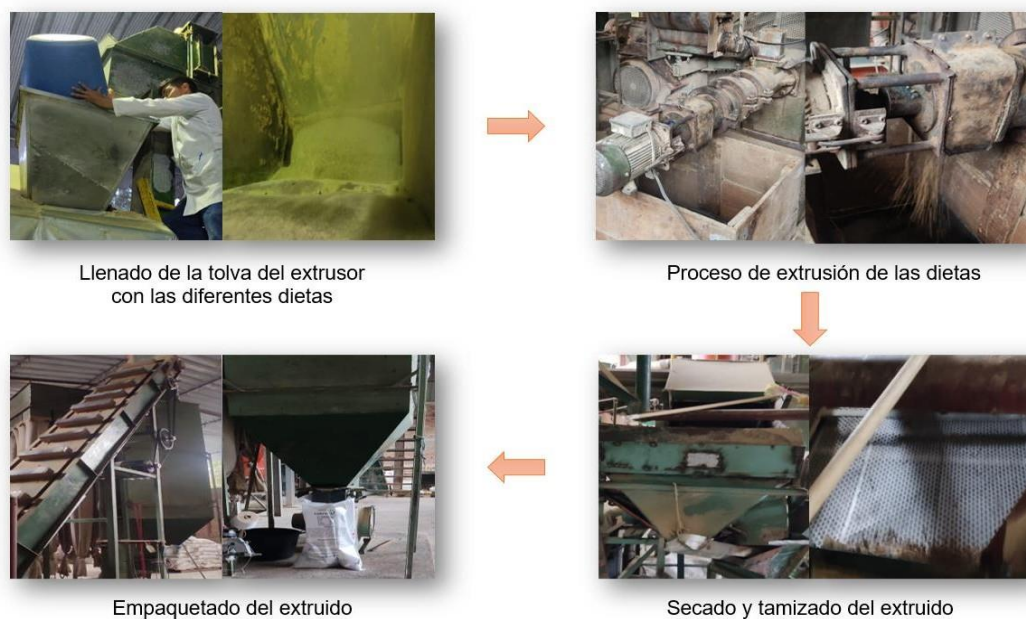 Llenado de la tolva del extrusor
con las diferentes dietas
Proceso de extrusión de las dietas
Empaquetado del extruido
Secado y tamizado del extruido